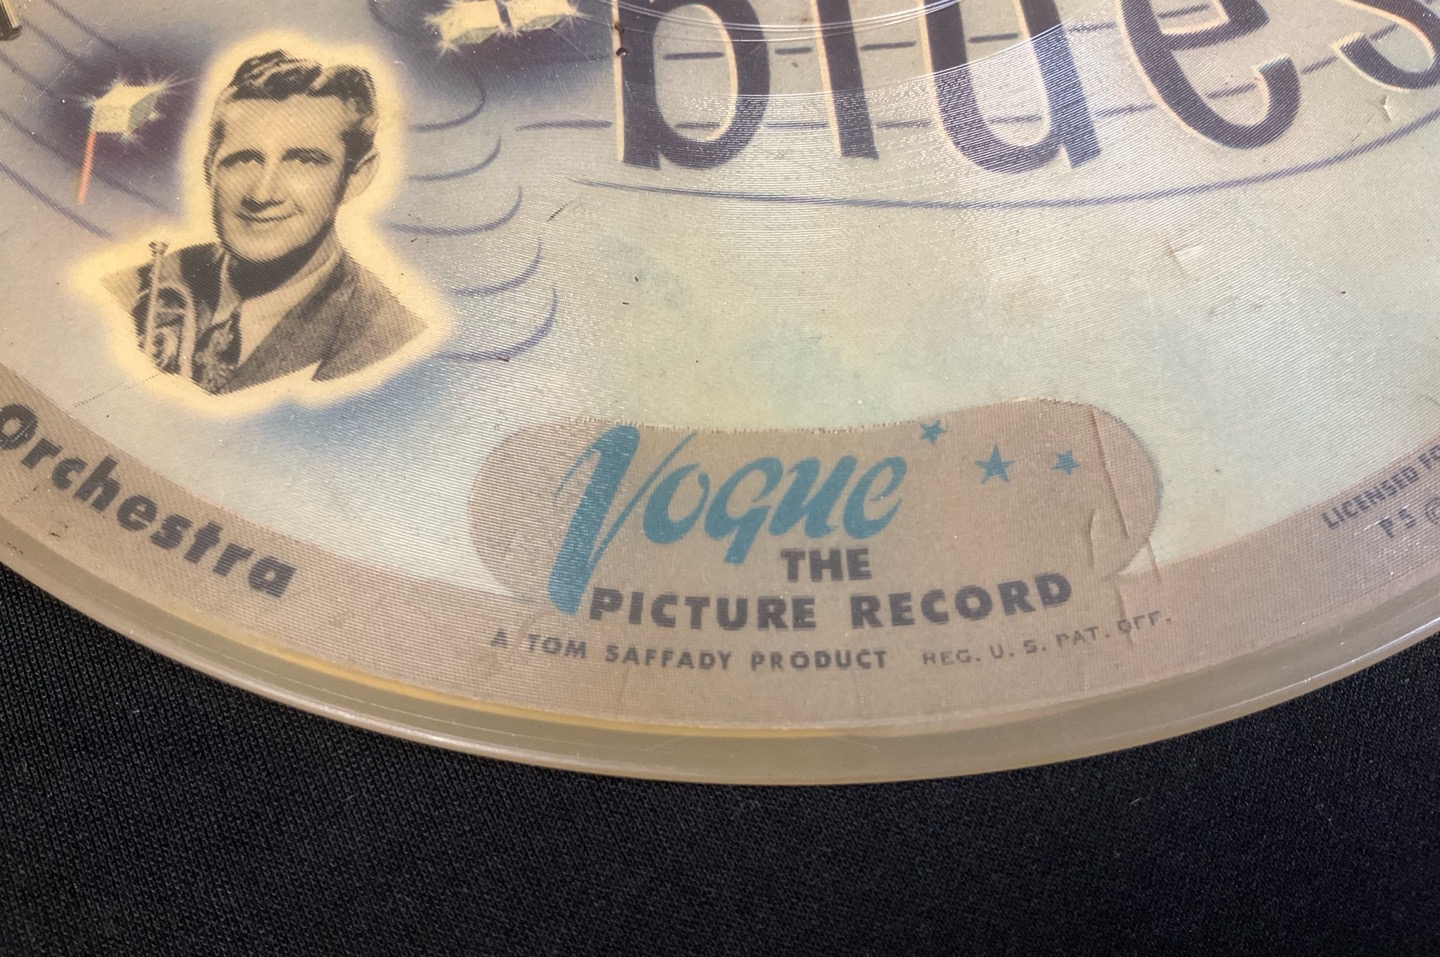 blues
Orchestra
Vogue
THE
PICTURE RECORD
A TOM SAFFADY PRODUCT REG. U. S. PAT. OFF.
LICENSED